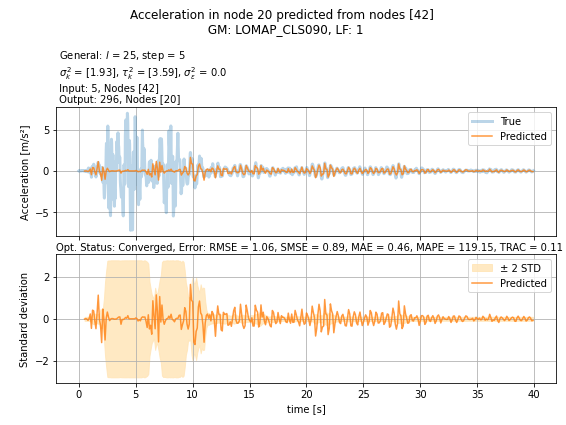 Acceleration in node 20 predicted from nodes [42]
GM: LOMAP_CLS090, LF: 1
General: l = 25, step = 5
σ²ₖ = [1.93], τ²ₖ = [3.59], σ²_ε = 0.0
Input: 5, Nodes [42]
Output: 296, Nodes [20]
Acceleration [m/s²]
5
0
−5
True
Predicted
Opt. Status: Converged, Error: RMSE = 1.06, SMSE = 0.89, MAE = 0.46, MAPE = 119.15, TRAC = 0.11
Standard deviation
2
0
−2
± 2 STD
Predicted
0 5 10 15 20 25 30 35 40
time [s]